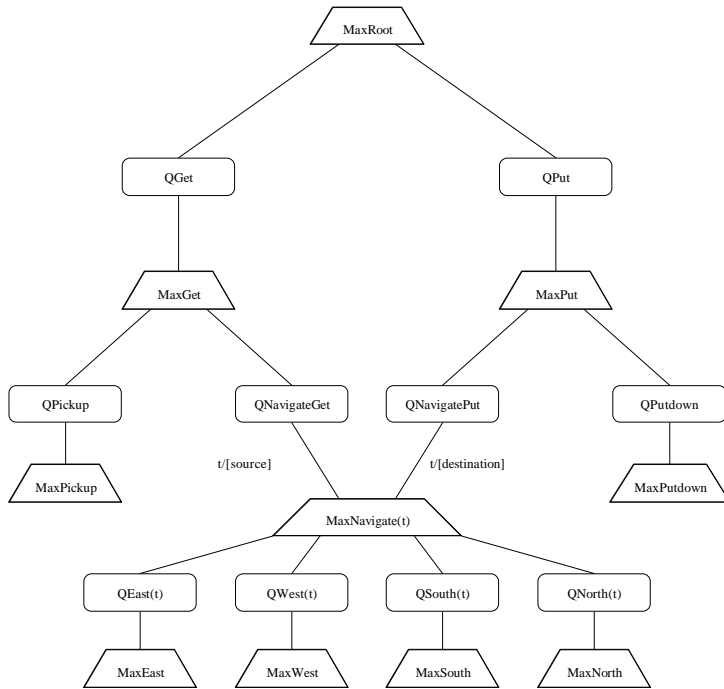 MaxRoot
QGet
QPut
MaxGet
MaxPut
QPickup
QNavigateGet
QNavigatePut
QPutdown
t/[source]
t/[destination]
MaxPickup
MaxPutdown
MaxNavigate(t)
QEast(t)
QWest(t)
QSouth(t)
QNorth(t)
MaxEast
MaxWest
MaxSouth
MaxNorth